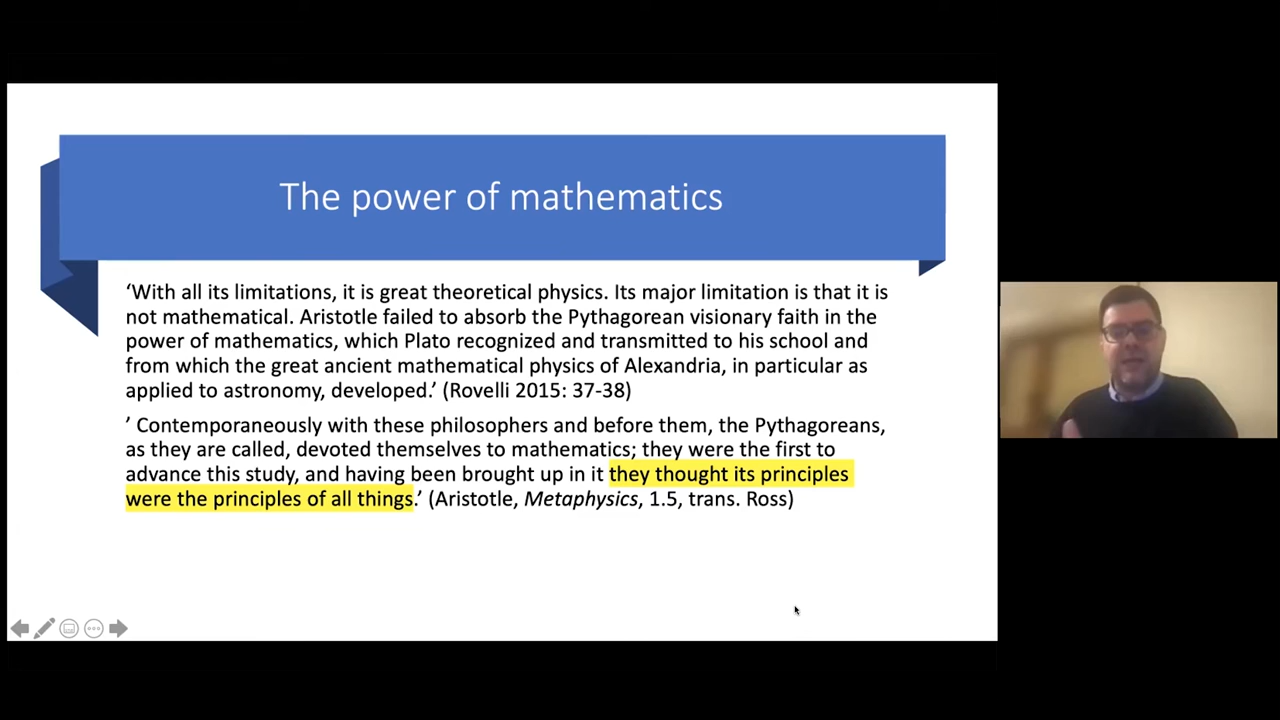 The power of mathematics
‘With all its limitations, it is great theoretical physics. Its major limitation is that it is
not mathematical. Aristotle failed to absorb the Pythagorean visionary faith in the
power of mathematics, which Plato recognized and transmitted to his school and
from which the great ancient mathematical physics of Alexandria, in particular as
applied to astronomy, developed.’ (Rovelli 2015: 37-38)
’ Contemporaneously with these philosophers and before them, the Pythagoreans,
as they are called, devoted themselves to mathematics; they were the first to
advance this study, and having been brought up in it they thought its principles
were the principles of all things.’ (Aristotle, Metaphysics, 1.5, trans. Ross)